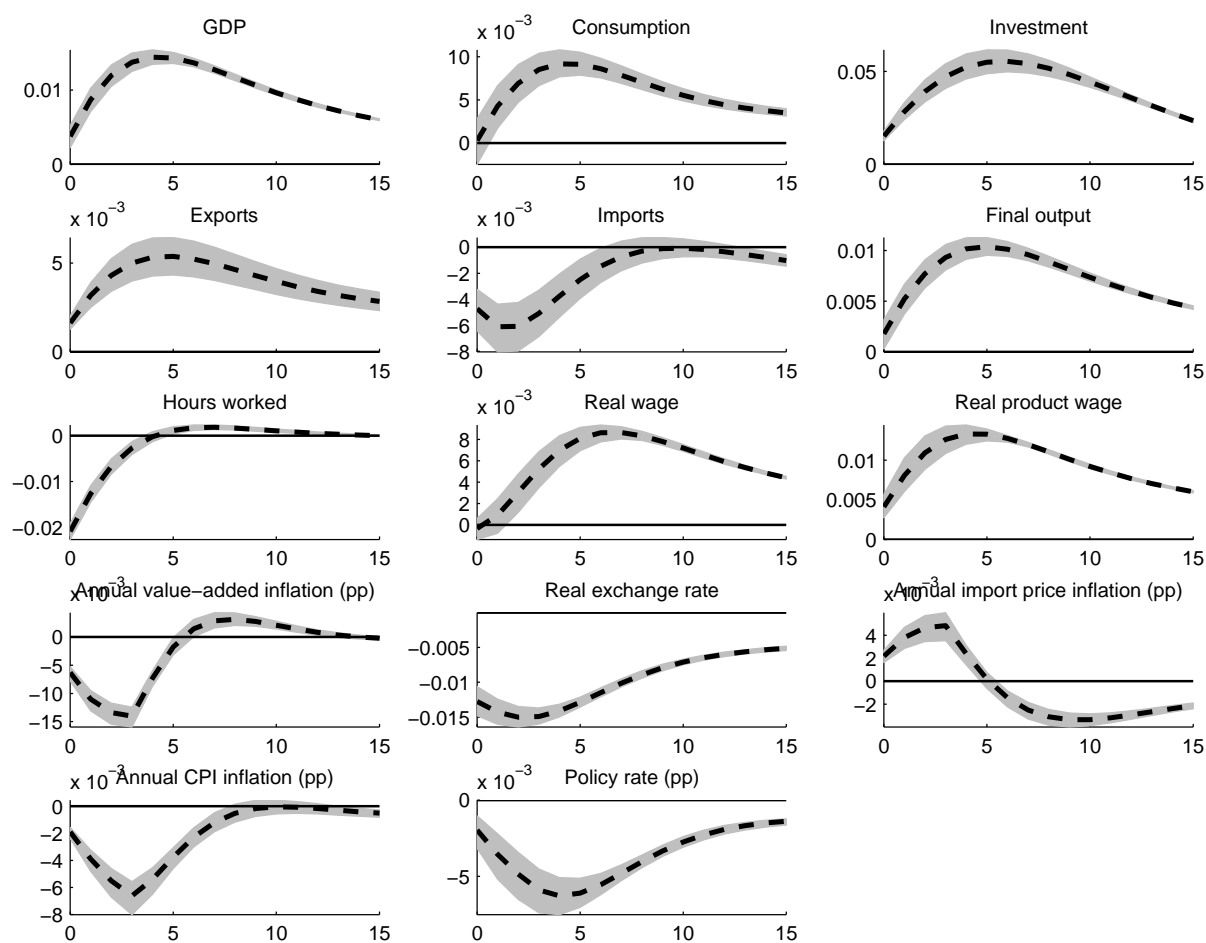 GDP
x 10^−3
Consumption
Investment
0.01
0
10
5
0
0.05
0
0 5 10 15
0 5 10 15
0 5 10 15
x 10^−3
Exports
Imports
Final output
5
0
0
−2
−4
−6
−8
0.01
0.005
0
0 5 10 15
0 5 10 15
0 5 10 15
Hours worked
x 10^−3
Real wage
Real product wage
0
−0.01
−0.02
8
6
4
2
0
0.01
0.005
0
0 5 10 15
0 5 10 15
0 5 10 15
x 10^−3
Annual value−added inflation (pp)
Real exchange rate
x 10^−3
Annual import price inflation (pp)
0
−5
−10
−15
−0.005
−0.01
−0.015
4
2
0
−2
0 5 10 15
0 5 10 15
0 5 10 15
x 10^−3
Annual CPI inflation (pp)
x 10^−3
Policy rate (pp)
0
−2
−4
−6
−8
0
−5
0 5 10 15
0 5 10 15